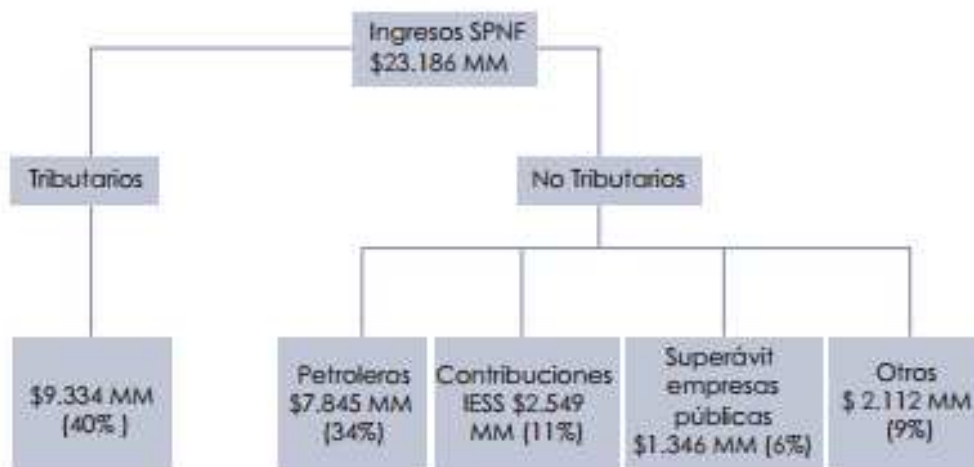 Ingresos SPNF
$23.186 MM
Tributarios
No Tributarios
$9.334 MM
(40% )
Petroleras
$7.845 MM
(34%)
Contribuciones
IESS $2.549
MM (11%)
Superávit
empresas
públicas
$1.346 MM (6%)
Otros
$ 2.112 MM
(9%)